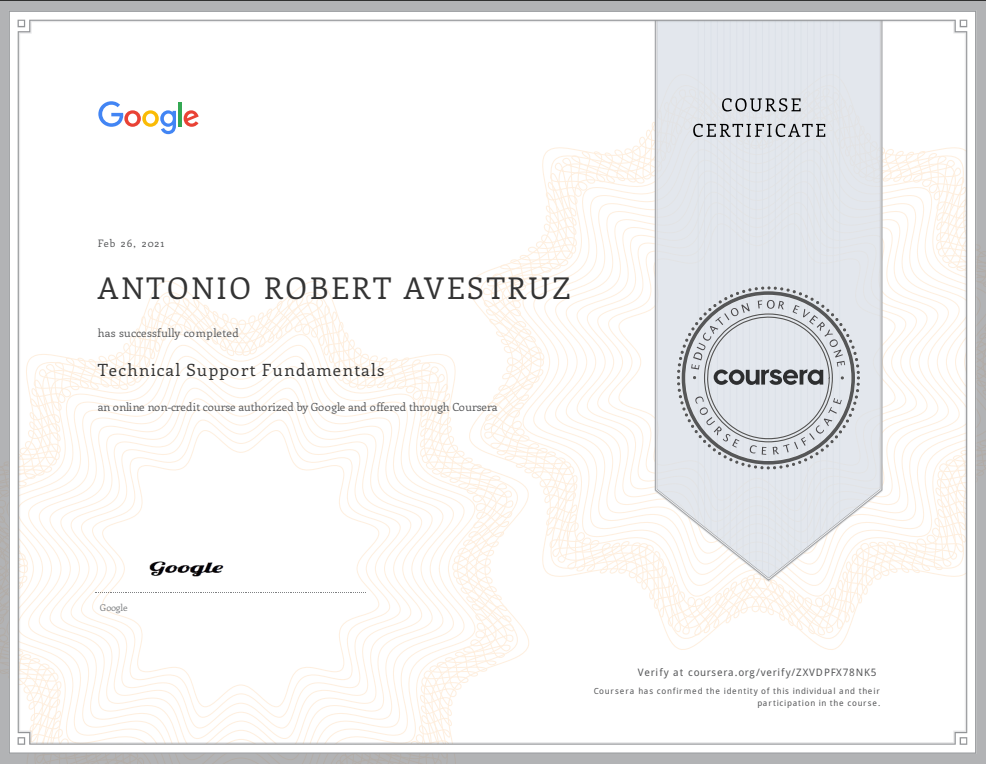 Google
COURSE
CERTIFICATE
Feb 26, 2021
ANTONIO ROBERT AVESTRUZ
has successfully completed
Technical Support Fundamentals
an online non-credit course authorized by Google and offered through Coursera
EDUCATION FOR EVERYONE
coursera
COURSE CERTIFICATE
Google
Google
Verify at coursera.org/verify/ZXVDPFX78NK5
Coursera has confirmed the identity of this individual and their
participation in the course.